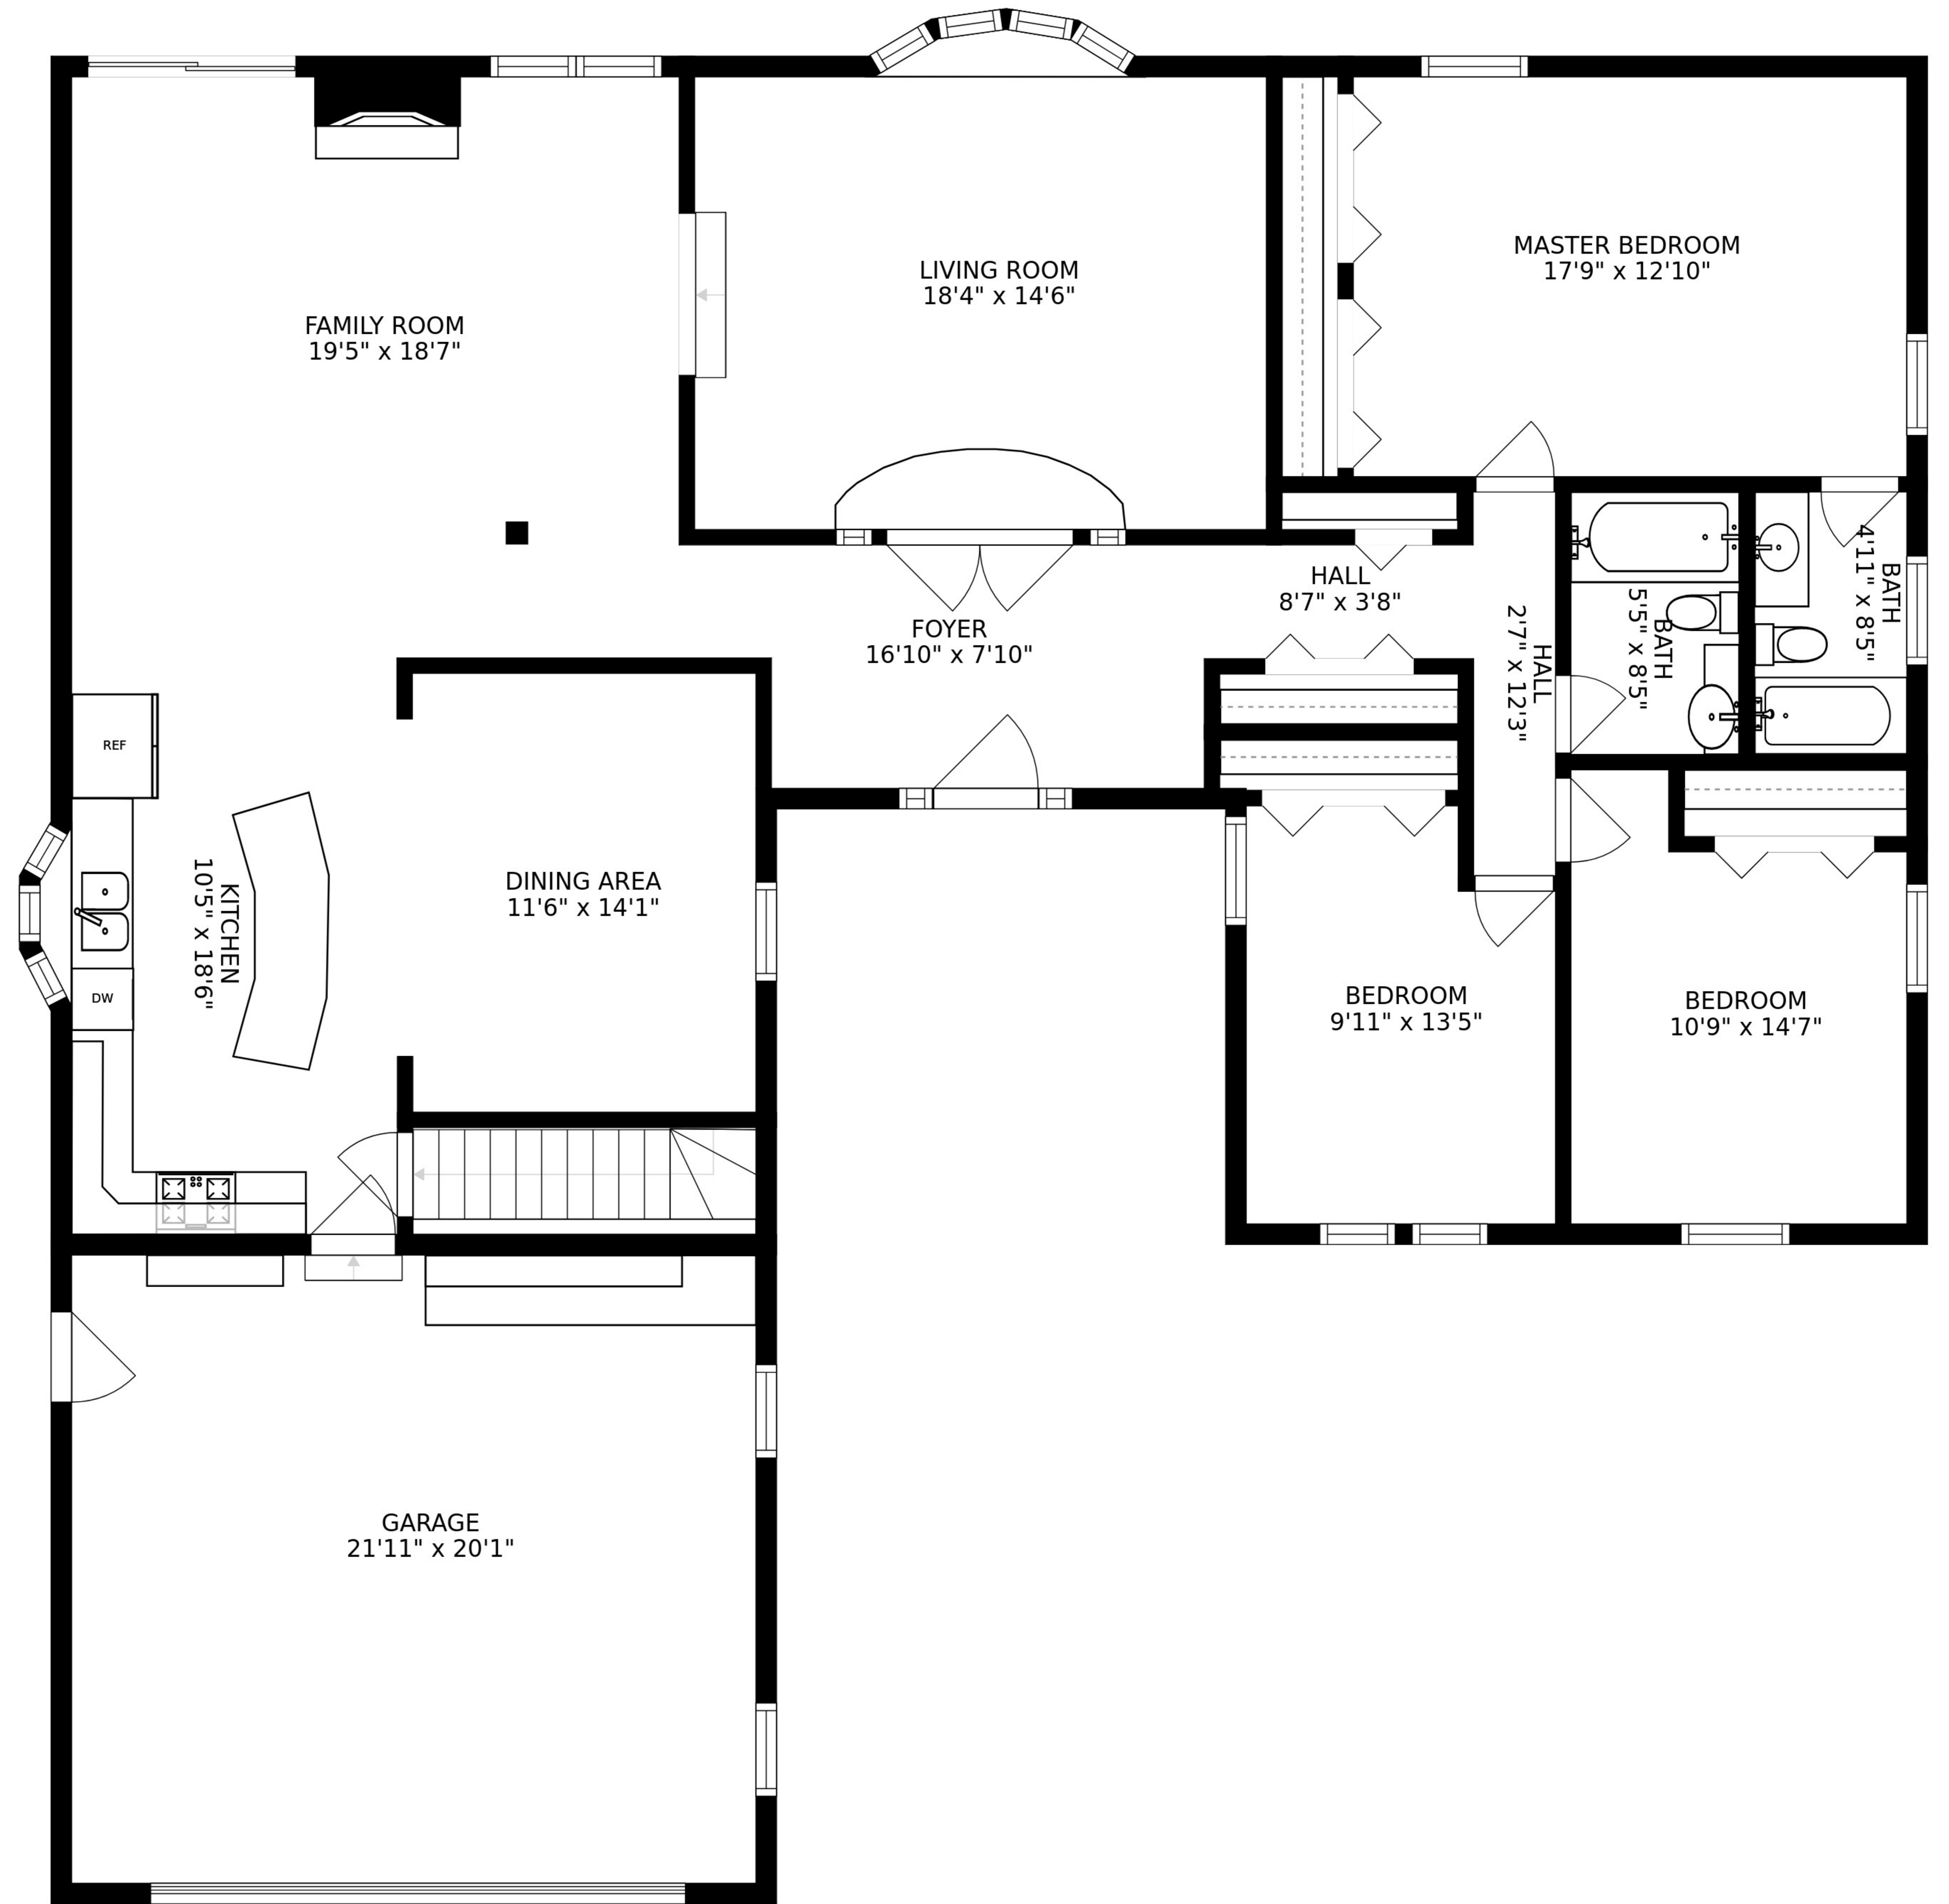 MASTER BEDROOM
17'9" x 12'10"
LIVING ROOM
18'4" x 14'6"
FAMILY ROOM
19'5" x 18'7"
HALL
8'7" x 3'8"
FOYER
16'10" x 7'10"
HALL
2'7" x 12'3"
BATH
5'5" x 8'5"
BATH
4'11" x 8'5"
REF
KITCHEN
10'5" x 18'6"
DINING AREA
11'6" x 14'1"
DW
BEDROOM
9'11" x 13'5"
BEDROOM
10'9" x 14'7"
GARAGE
21'11" x 20'1"